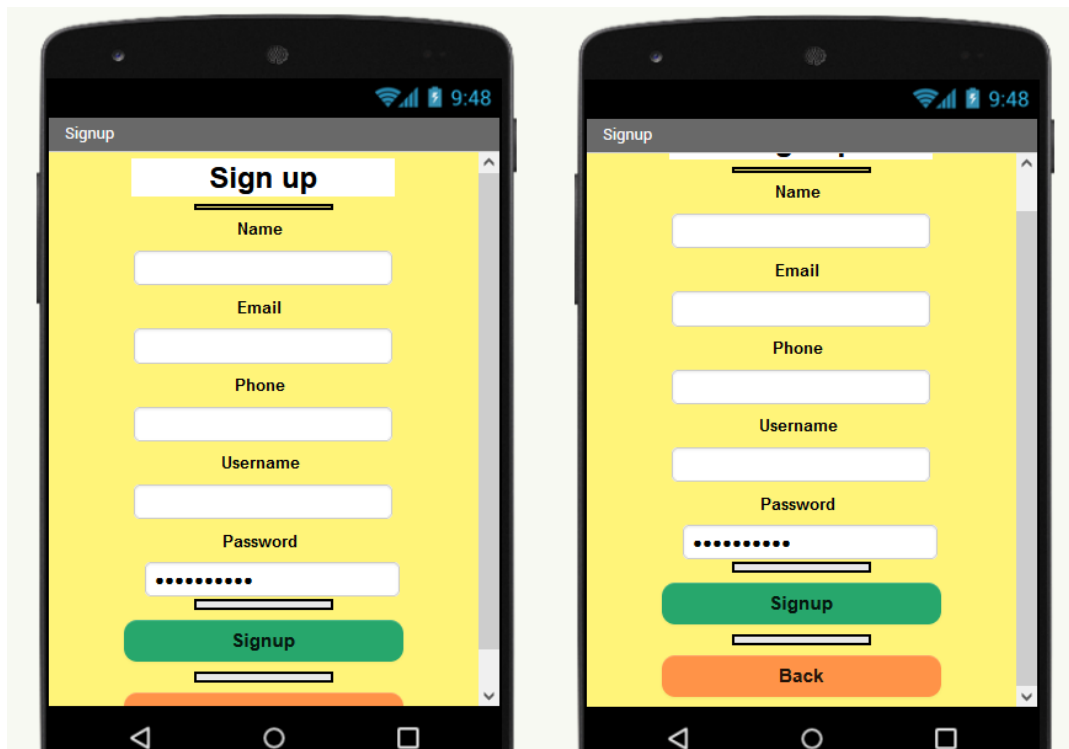 9:48
Signup
Sign up
Name
Email
Phone
Username
Password
••••••••••
Signup
9:48
Signup
Name
Email
Phone
Username
Password
••••••••••
Signup
Back